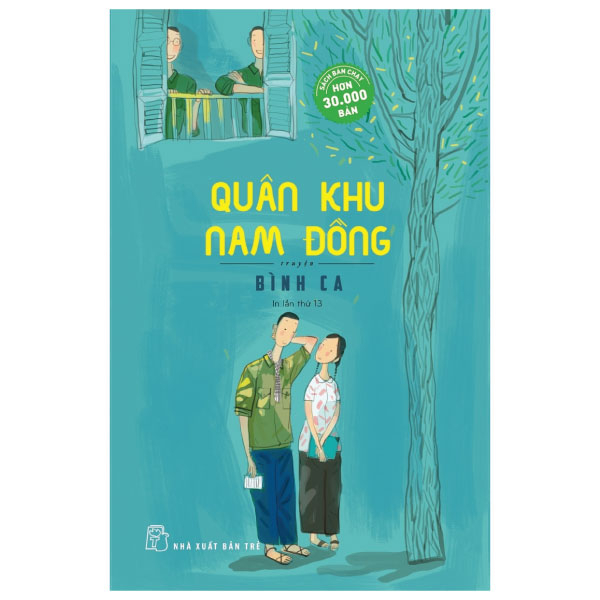 SÁCH BÁN CHẠY
HƠN
30.000
BẢN
QUÂN KHU
NAM ĐỒNG
truyện
BÌNH CA
In lần thứ 13
NHÀ XUẤT BẢN TRẺ